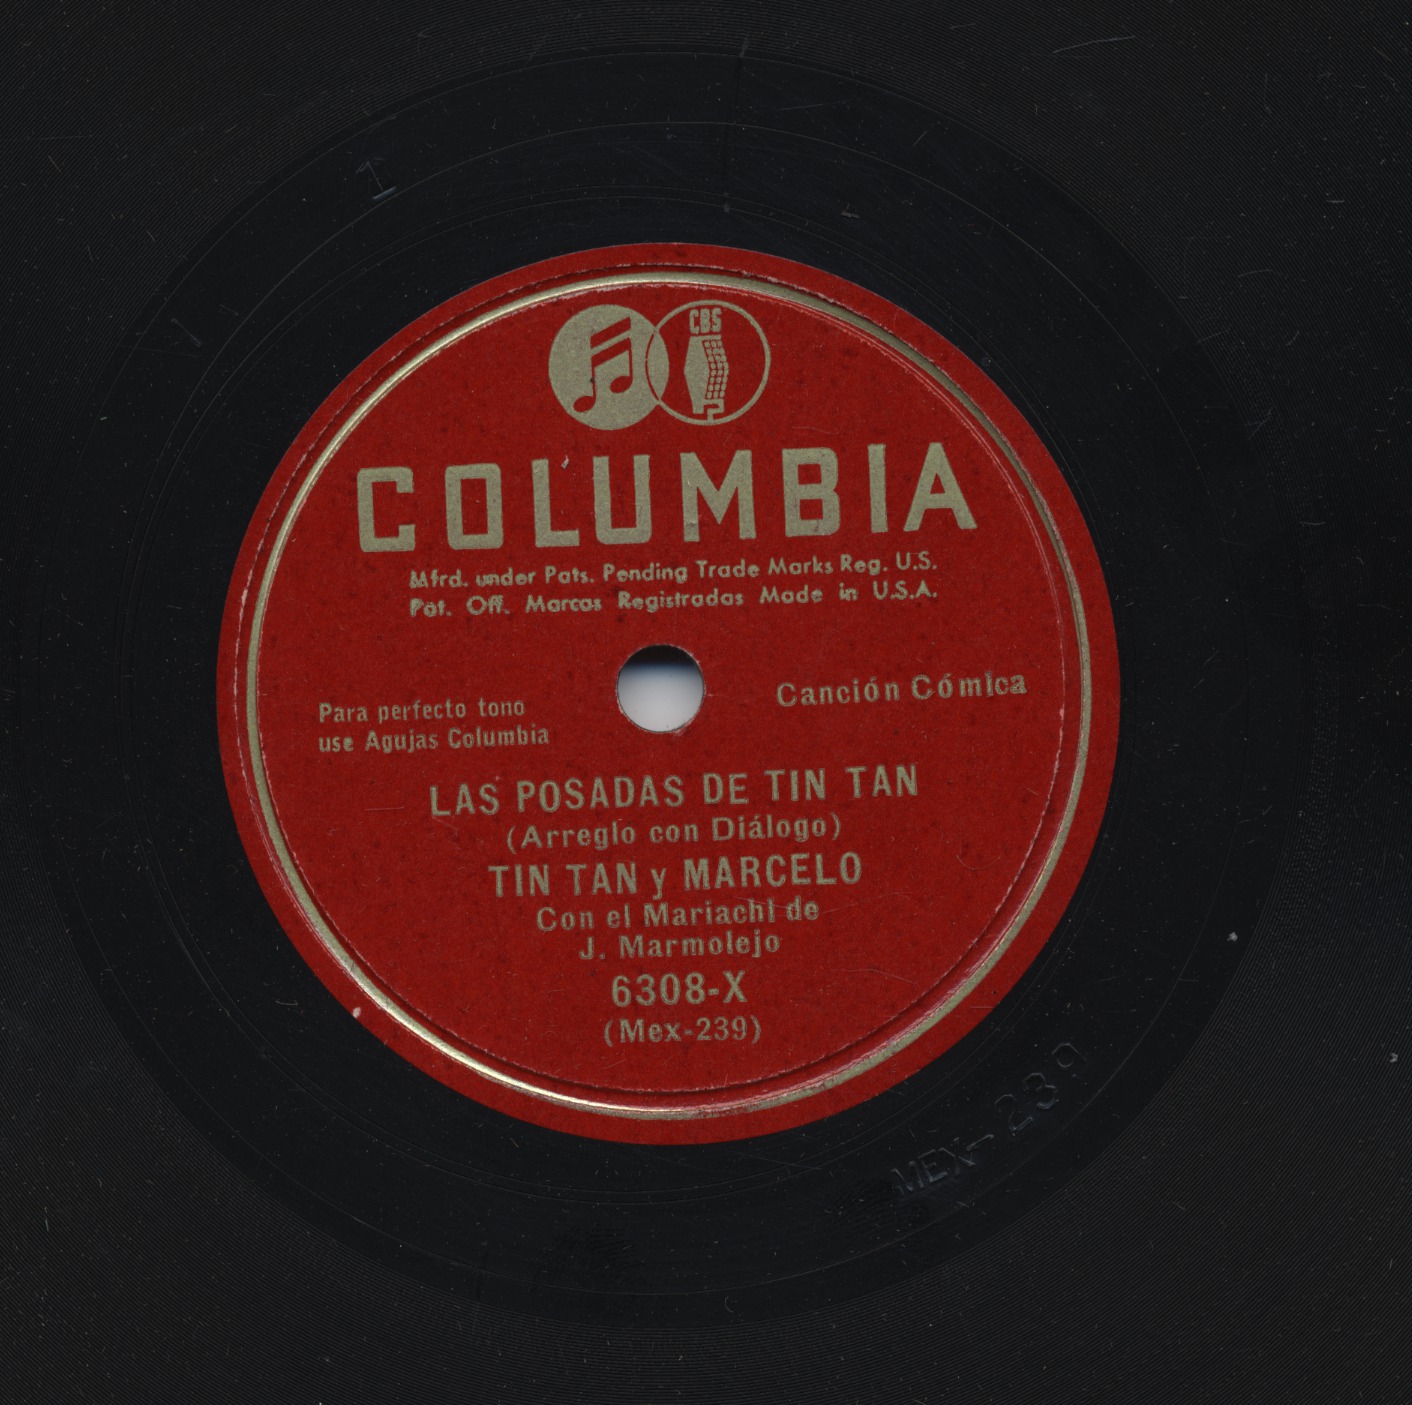 1
CBS
COLUMBIA
Mfrd. under Pats. Pending Trade Marks Reg. U.S.
Pat. Off. Marcas Registradas Made in U.S.A.
Para perfecto tono
use Agujas Columbia
Canción Cómica
LAS POSADAS DE TIN TAN
(Arreglo con Diálogo)
TIN TAN y MARCELO
Con el Mariachi de
J. Marmolejo
6308-X
(Mex-239)
MEX-239